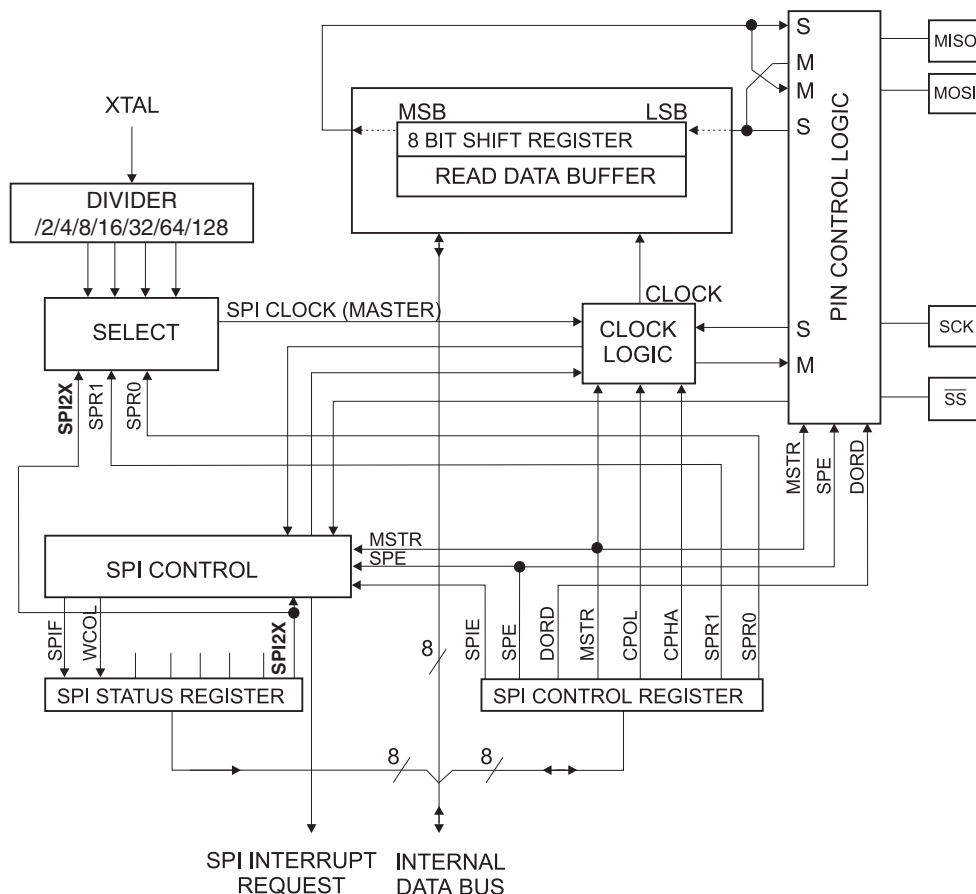 S
MISO
M
M
MOSI
XTAL
MSB
LSB
S
8 BIT SHIFT REGISTER
READ DATA BUFFER
PIN CONTROL LOGIC
DIVIDER
/2/4/8/16/32/64/128
SPI CLOCK (MASTER)
CLOCK
SELECT
CLOCK
LOGIC
S
M
SCK
SS
SPI2X
SPR1
SPR0
MSTR
SPE
DORD
MSTR
SPE
SPI CONTROL
SPIF
WCOL
SPI2X
8
SPIE
SPE
DORD
MSTR
CPOL
CPHA
SPR1
SPR0
SPI STATUS REGISTER
SPI CONTROL REGISTER
8
8
SPI INTERRUPT
REQUEST
INTERNAL
DATA BUS